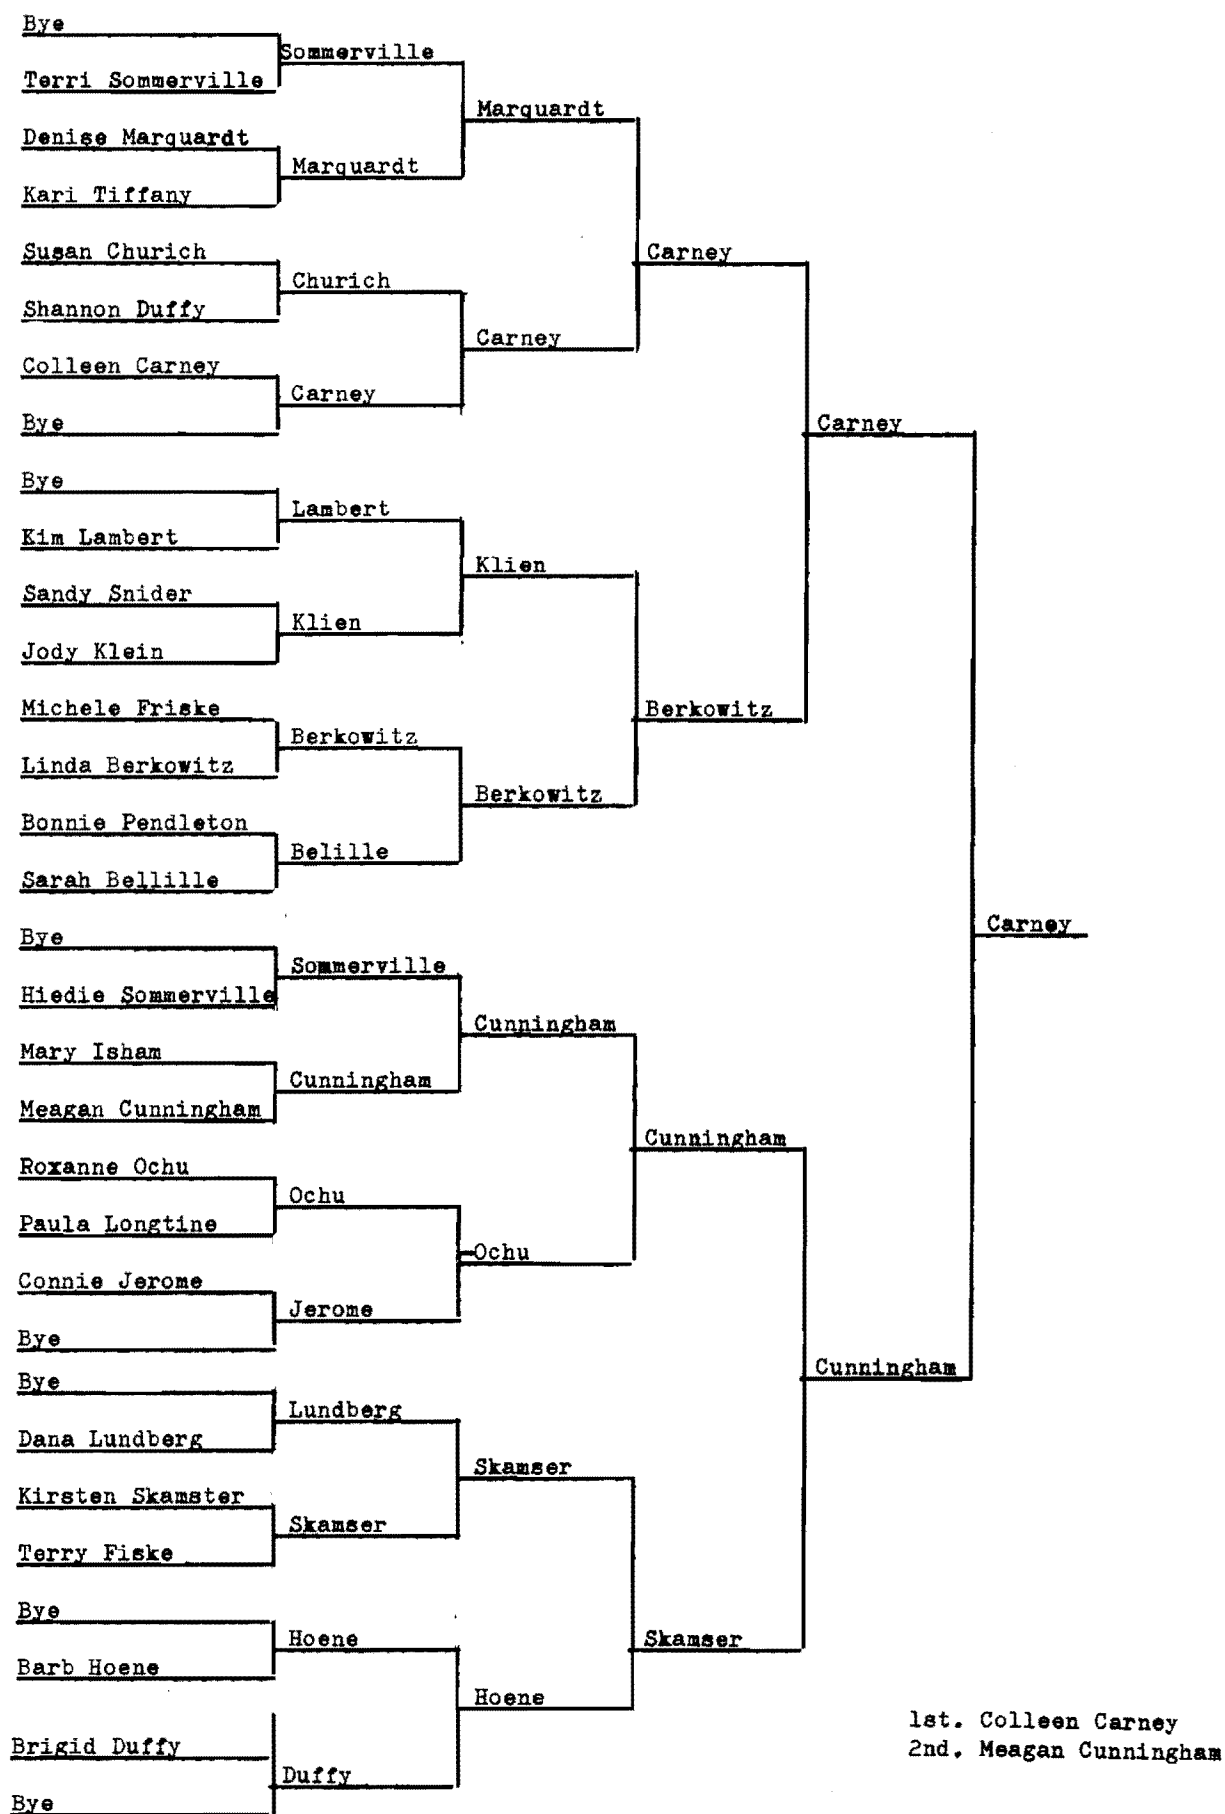 Bye
Terri Sommerville
Denise Marquardt
Kari Tiffany
Susan Churich
Shannon Duffy
Colleen Carney
Bye
Bye
Kim Lambert
Sandy Snider
Jody Klein
Michele Friske
Linda Berkowitz
Bonnie Pendleton
Sarah Bellille
Bye
Hiedie Sommerville
Mary Isham
Meagan Cunningham
Roxanne Ochu
Paula Longtine
Connie Jerome
Bye
Bye
Dana Lundberg
Kirsten Skamster
Terry Fiske
Bye
Barb Hoene
Brigid Duffy
Bye
Sommerville
Marquardt
Churich
Carney
Lambert
Klien
Berkowitz
Belille
Sommerville
Cunningham
Ochu
Jerome
Lundberg
Skamser
Hoene
Duffy
Marquardt
Carney
Klien
Berkowitz
Cunningham
Ochu
Skamser
Hoene
Carney
Berkowitz
Cunningham
Skamser
Carney
Cunningham
Carney
1st. Colleen Carney
2nd. Meagan Cunningham